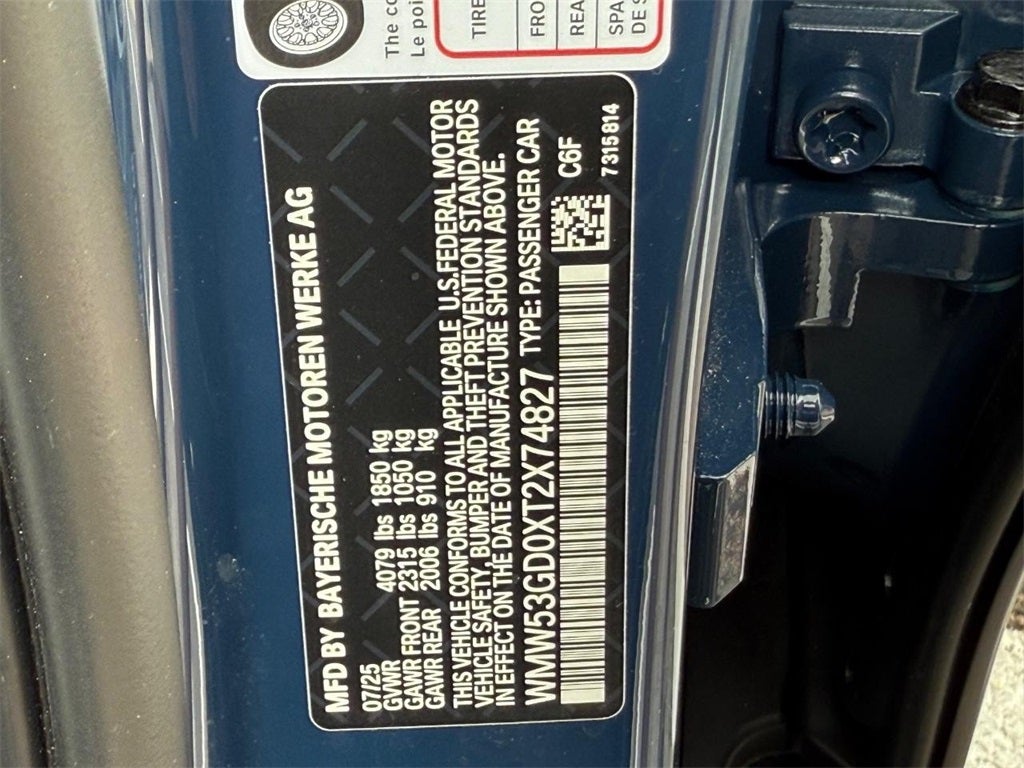 The co
Le poi
TIRE
FRO
REA
SPA
DE S
MFD BY BAYERISCHE MOTOREN WERKE AG
07/25
GVWR 4079 lbs 1850 kg
GAWR FRONT 2315 lbs 1050 kg
GAWR REAR 2006 lbs 910 kg
THIS VEHICLE CONFORMS TO ALL APPLICABLE U.S.FEDERAL MOTOR
VEHICLE SAFETY, BUMPER AND THEFT PREVENTION STANDARDS
IN EFFECT ON THE DATE OF MANUFACTURE SHOWN ABOVE.
WMW53GD0XT2X74827 TYPE: PASSENGER CAR
C6F
7 315 814